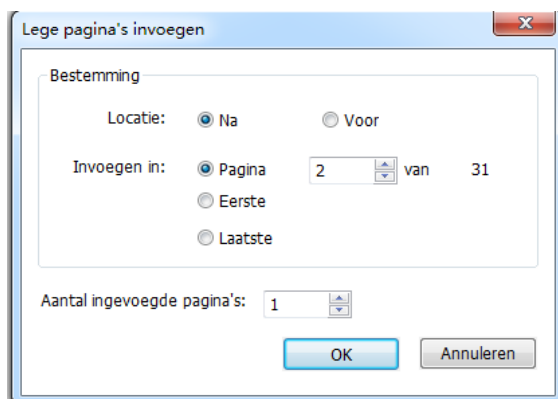 Lege pagina's invoegen
Bestemming
Locatie: Na Voor
Invoegen in: Pagina 2 van 31
Eerste
Laatste
Aantal ingevoegde pagina's: 1
OK Annuleren